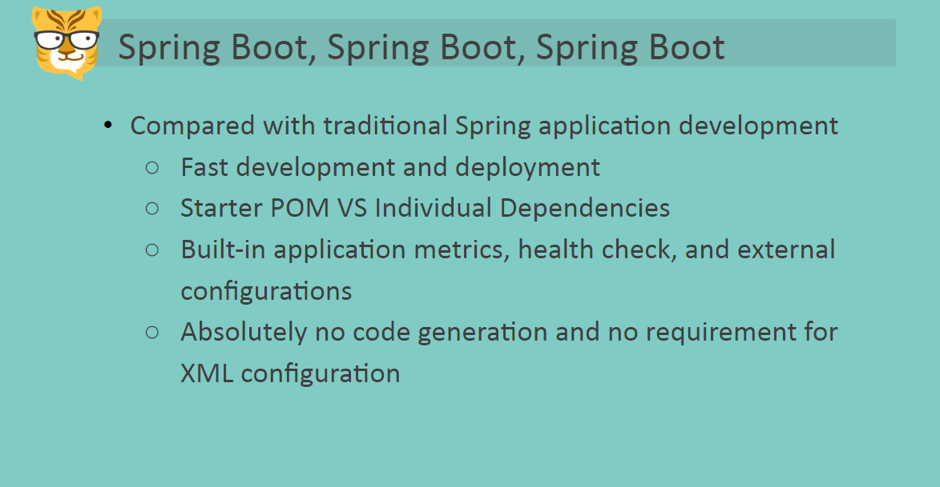 Spring Boot, Spring Boot, Spring Boot
• Compared with traditional Spring application development
○ Fast development and deployment
○ Starter POM VS Individual Dependencies
○ Built-in application metrics, health check, and external
configurations
○ Absolutely no code generation and no requirement for
XML configuration